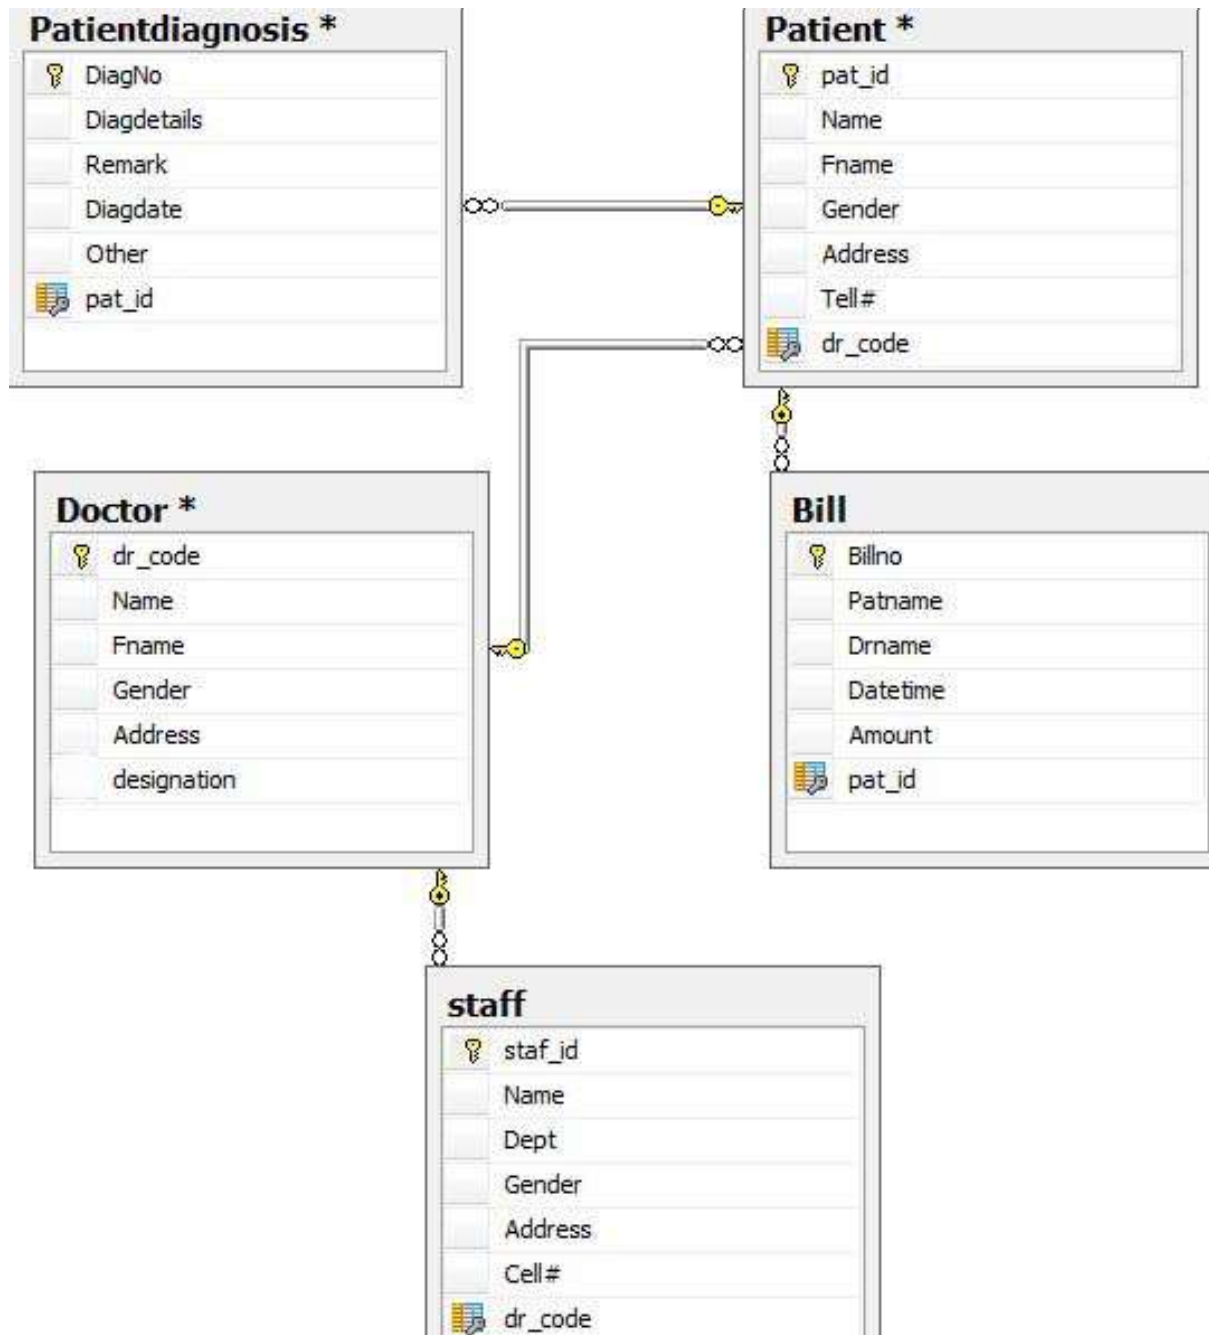 Patientdiagnosis *
DiagNo
Diagdetails
Remark
Diagdate
Other
pat_id
Patient *
pat_id
Name
Fname
Gender
Address
Tell#
dr_code
Doctor *
dr_code
Name
Fname
Gender
Address
designation
Bill
Billno
Patname
Drname
Datetime
Amount
pat_id
staff
staf_id
Name
Dept
Gender
Address
Cell#
dr_code